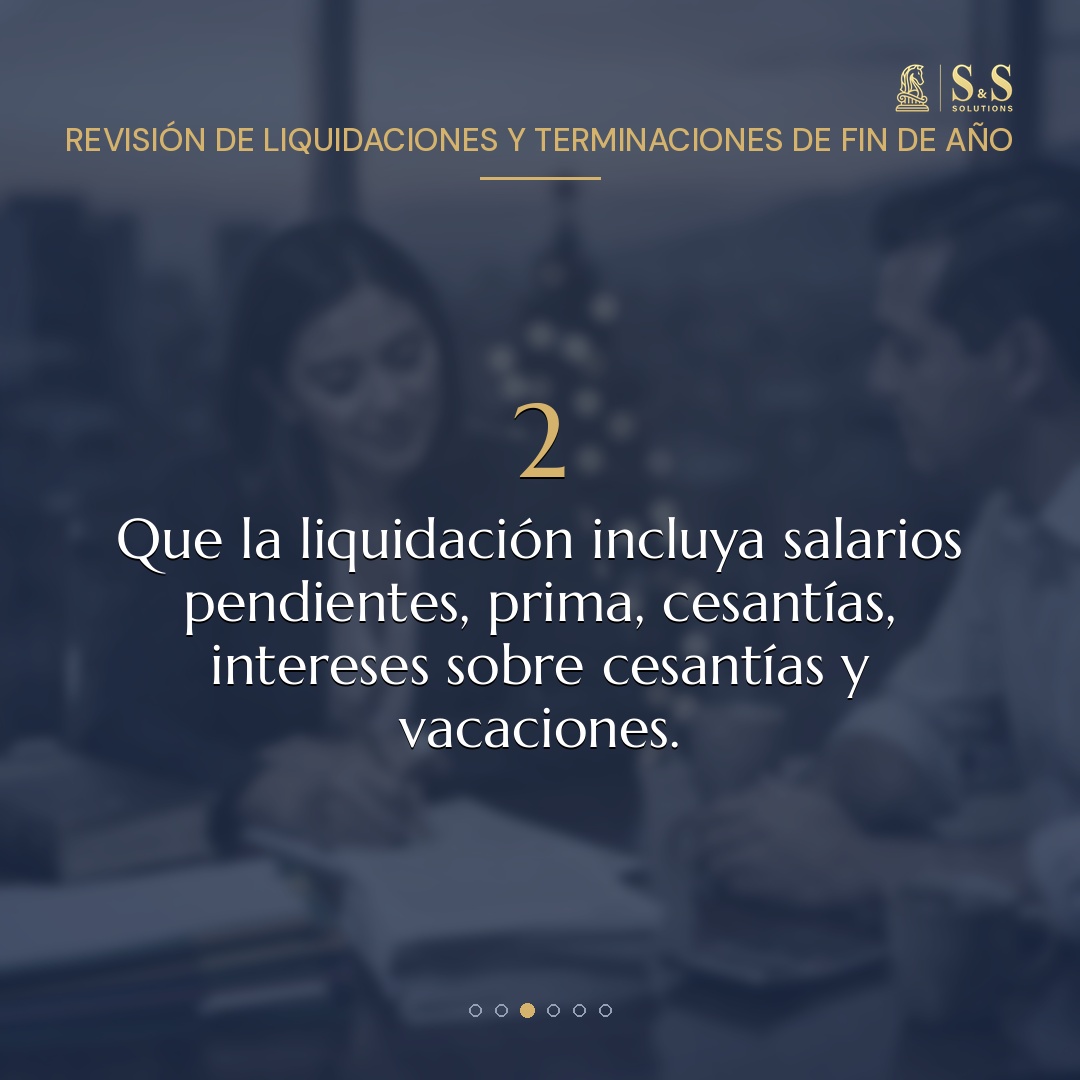 S&S
SOLUTIONS
REVISIÓN DE LIQUIDACIONES Y TERMINACIONES DE FIN DE AÑO
2
Que la liquidación incluya salarios
pendientes, prima, cesantías,
intereses sobre cesantías y
vacaciones.